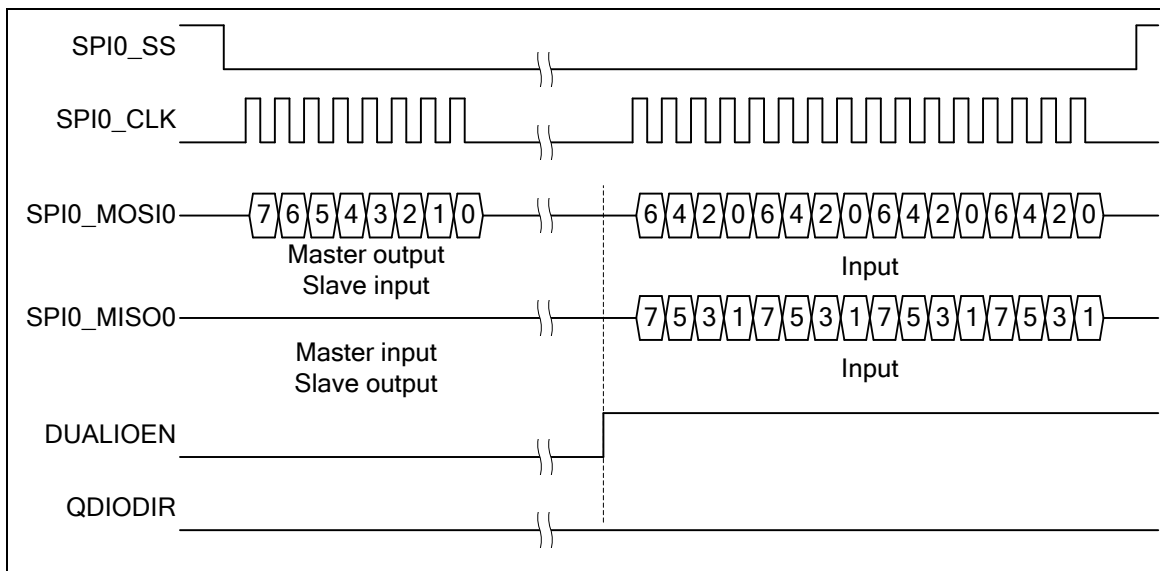 SPI0_SS
SPI0_CLK
SPI0_MOSI0 7 6 5 4 3 2 1 0 6 4 2 0 6 4 2 0 6 4 2 0 6 4 2 0
Master output
Slave input
Input
SPI0_MISO0 7 5 3 1 7 5 3 1 7 5 3 1 7 5 3 1
Master input
Slave output
Input
DUALIOEN
QDIODIR